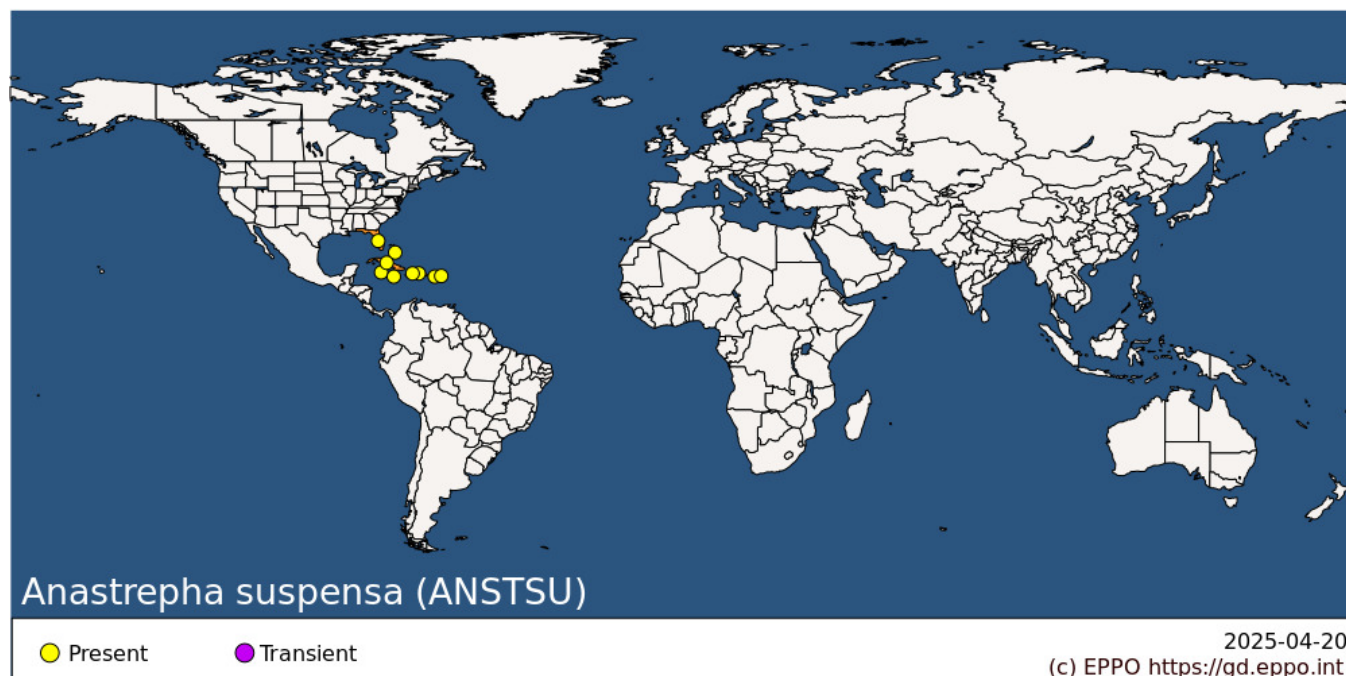 Anastrepha suspensa (ANSTSU)
Present
Transient
2025-04-20
(c) EPPO https://gd.eppo.int